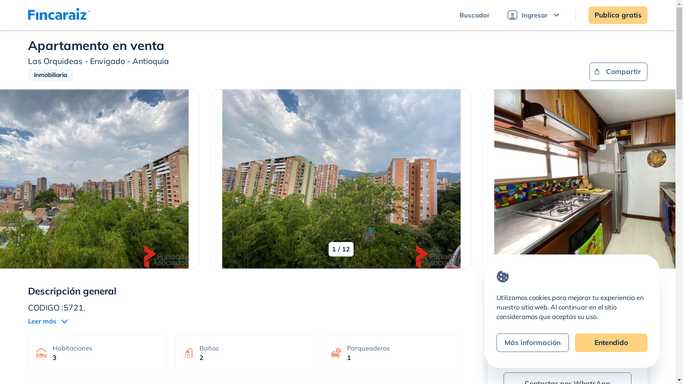 Fincaraiz
Buscador
Ingresar
Publica gratis
Apartamento en venta
Las Orquideas - Envigado - Antioquia
Inmobiliaria
Compartir
1 / 12
Descripción general
CODIGO :5721.
Leer más
Habitaciones
3
Baños
2
Parqueaderos
1
Utilizamos cookies para mejorar tu experiencia en
nuestro sitio web. Al continuar en el sitio
consideramos que aceptas su uso.
Más información
Entendido
Contactar por WhatsApp